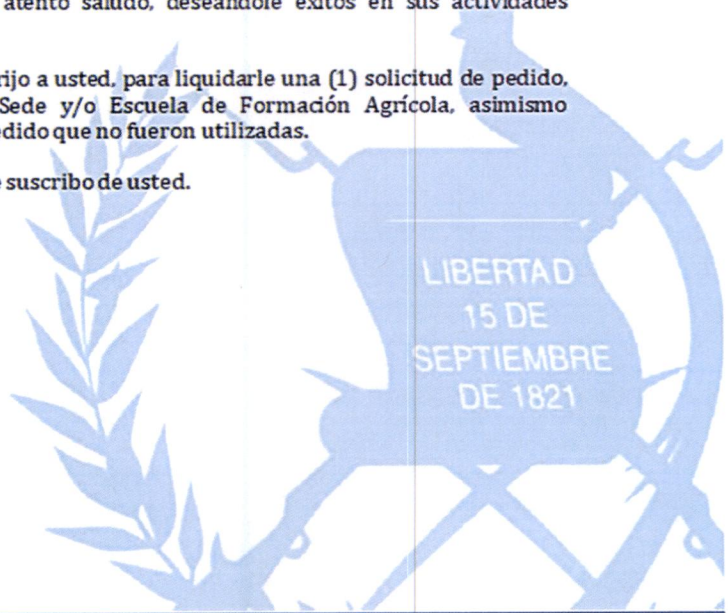 atento saludo, deseándole éxitos en sus actividades
rijo a usted, para liquidarle una (1) solicitud de pedido,
Sede y/o Escuela de Formación Agrícola, asimismo
edido que no fueron utilizadas.
e suscribo de usted.
LIBERTAD
15 DE
SEPTIEMBRE
DE 1821